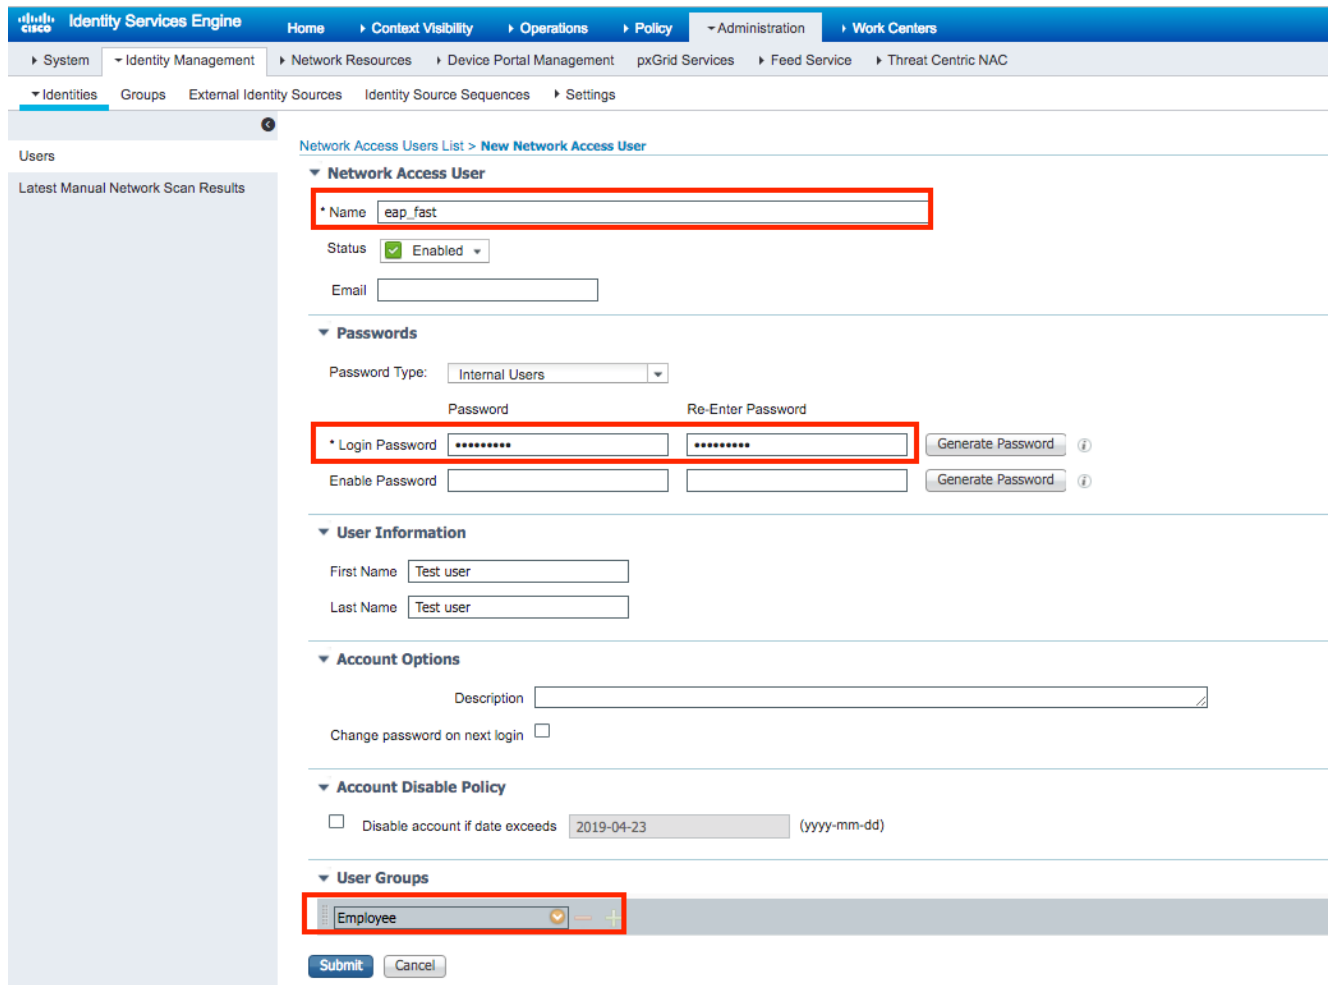 cisco Identity Services Engine Home Context Visibility Operations Policy Administration Work Centers
System Identity Management Network Resources Device Portal Management pxGrid Services Feed Service Threat Centric NAC
Identities Groups External Identity Sources Identity Source Sequences Settings
Users
Latest Manual Network Scan Results
Network Access Users List > New Network Access User
Network Access User
* Name eap_fast
Status Enabled
Email
Passwords
Password Type: Internal Users
Password Re-Enter Password
* Login Password ••••••••• ••••••••• Generate Password i
Enable Password Generate Password i
User Information
First Name Test user
Last Name Test user
Account Options
Description
Change password on next login
Account Disable Policy
Disable account if date exceeds 2019-04-23 (yyyy-mm-dd)
User Groups
Employee
Submit Cancel